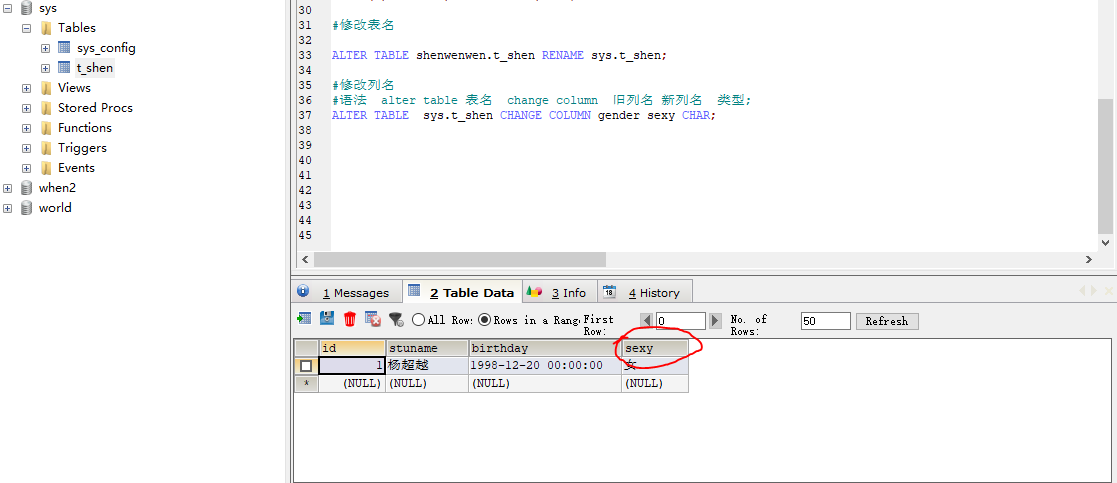 sys
Tables
sys_config
t_shen
Views
Stored Procs
Functions
Triggers
Events
when2
world
30
31 #修改表名
32
33 ALTER TABLE shenwenwen.t_shen RENAME sys.t_shen;
34
35 #修改列名
36 #语法 alter table 表名 change column 旧列名 新列名 类型;
37 ALTER TABLE sys.t_shen CHANGE COLUMN gender sexy CHAR;
38
39
40
41
42
43
44
45
1 Messages 2 Table Data 3 Info 18 4 History
All Row: Rows in a Rang First Row: 0 No. of Rows: 50 Refresh
id stuname birthday sexy
1 杨超越 1998-12-20 00:00:00 女
* (NULL) (NULL) (NULL) (NULL)